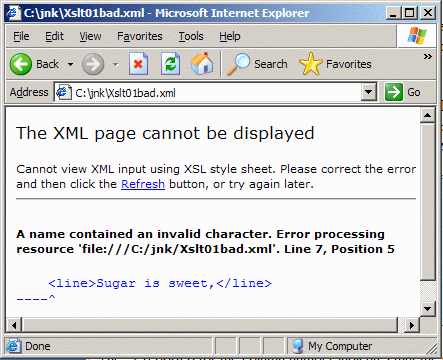 C:\jnk\Xslt01bad.xml - Microsoft Internet Explorer
File Edit View Favorites Tools Help
Back Search Favorites
Address C:\jnk\Xslt01bad.xml Go
The XML page cannot be displayed
Cannot view XML input using XSL style sheet. Please correct the error
and then click the Refresh button, or try again later.
A name contained an invalid character. Error processing
resource 'file:///C:/jnk/Xslt01bad.xml'. Line 7, Position 5
<line>Sugar is sweet,</line>
----^
Done My Computer